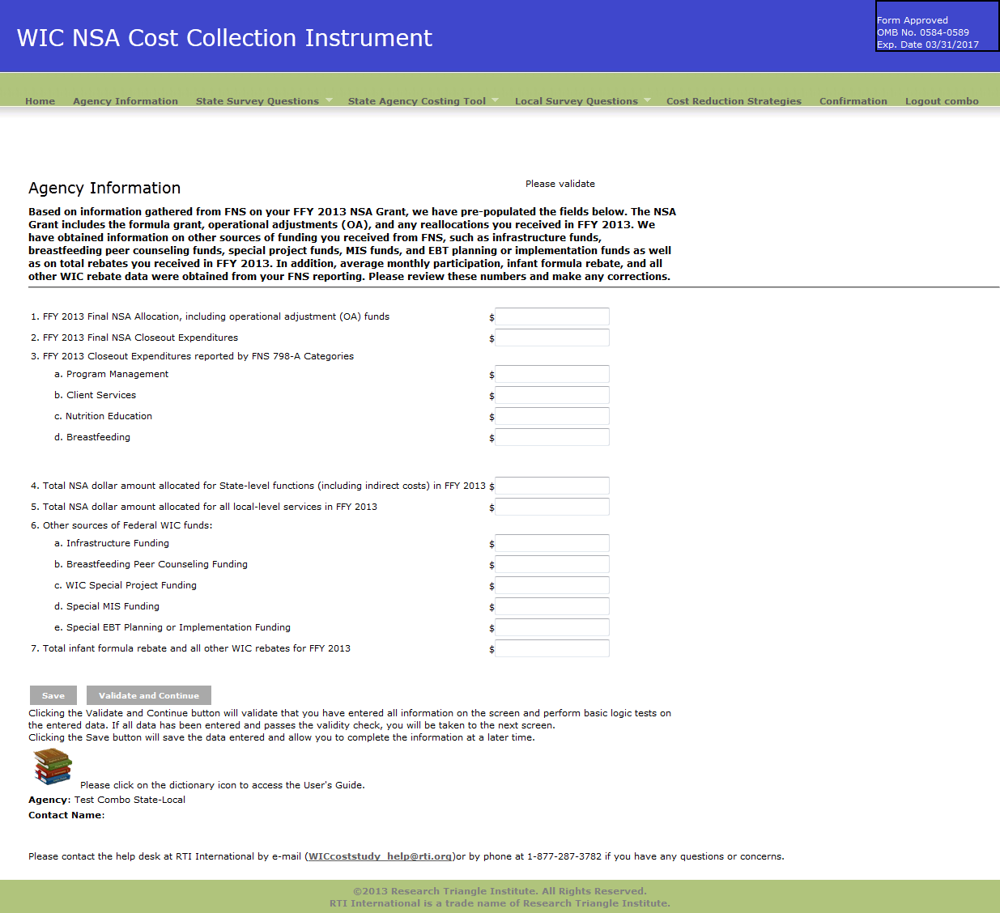 WIC NSA Cost Collection Instrument
Form Approved
OMB No. 0584-0589
Exp. Date 03/31/2017
Home Agency Information State Survey Questions State Agency Costing Tool Local Survey Questions Cost Reduction Strategies Confirmation Logout combo
Agency Information
Please validate
Based on information gathered from FNS on your FFY 2013 NSA Grant, we have pre-populated the fields below. The NSA
Grant includes the formula grant, operational adjustments (OA), and any reallocations you received in FFY 2013. We
have obtained information on other sources of funding you received from FNS, such as infrastructure funds,
breastfeeding peer counseling funds, special project funds, MIS funds, and EBT planning or implementation funds as well
as on total rebates you received in FFY 2013. In addition, average monthly participation, infant formula rebate, and all
other WIC rebate data were obtained from your FNS reporting. Please review these numbers and make any corrections.
1. FFY 2013 Final NSA Allocation, including operational adjustment (OA) funds $
2. FFY 2013 Final NSA Closeout Expenditures $
3. FFY 2013 Closeout Expenditures reported by FNS 798-A Categories
a. Program Management $
b. Client Services $
c. Nutrition Education $
d. Breastfeeding $
4. Total NSA dollar amount allocated for State-level functions (including indirect costs) in FFY 2013 $
5. Total NSA dollar amount allocated for all local-level services in FFY 2013 $
6. Other sources of Federal WIC funds:
a. Infrastructure Funding $
b. Breastfeeding Peer Counseling Funding $
c. WIC Special Project Funding $
d. Special MIS Funding $
e. Special EBT Planning or Implementation Funding $
7. Total infant formula rebate and all other WIC rebates for FFY 2013 $
Save Validate and Continue
Clicking the Validate and Continue button will validate that you have entered all information on the screen and perform basic logic tests on
the entered data. If all data has been entered and passes the validity check, you will be taken to the next screen.
Clicking the Save button will save the data entered and allow you to complete the information at a later time.
Please click on the dictionary icon to access the User's Guide.
Agency: Test Combo State-Local
Contact Name:
Please contact the help desk at RTI International by e-mail (WICcoststudy_help@rti.org)or by phone at 1-877-287-3782 if you have any questions or concerns.
©2013 Research Triangle Institute. All Rights Reserved.
RTI International is a trade name of Research Triangle Institute.